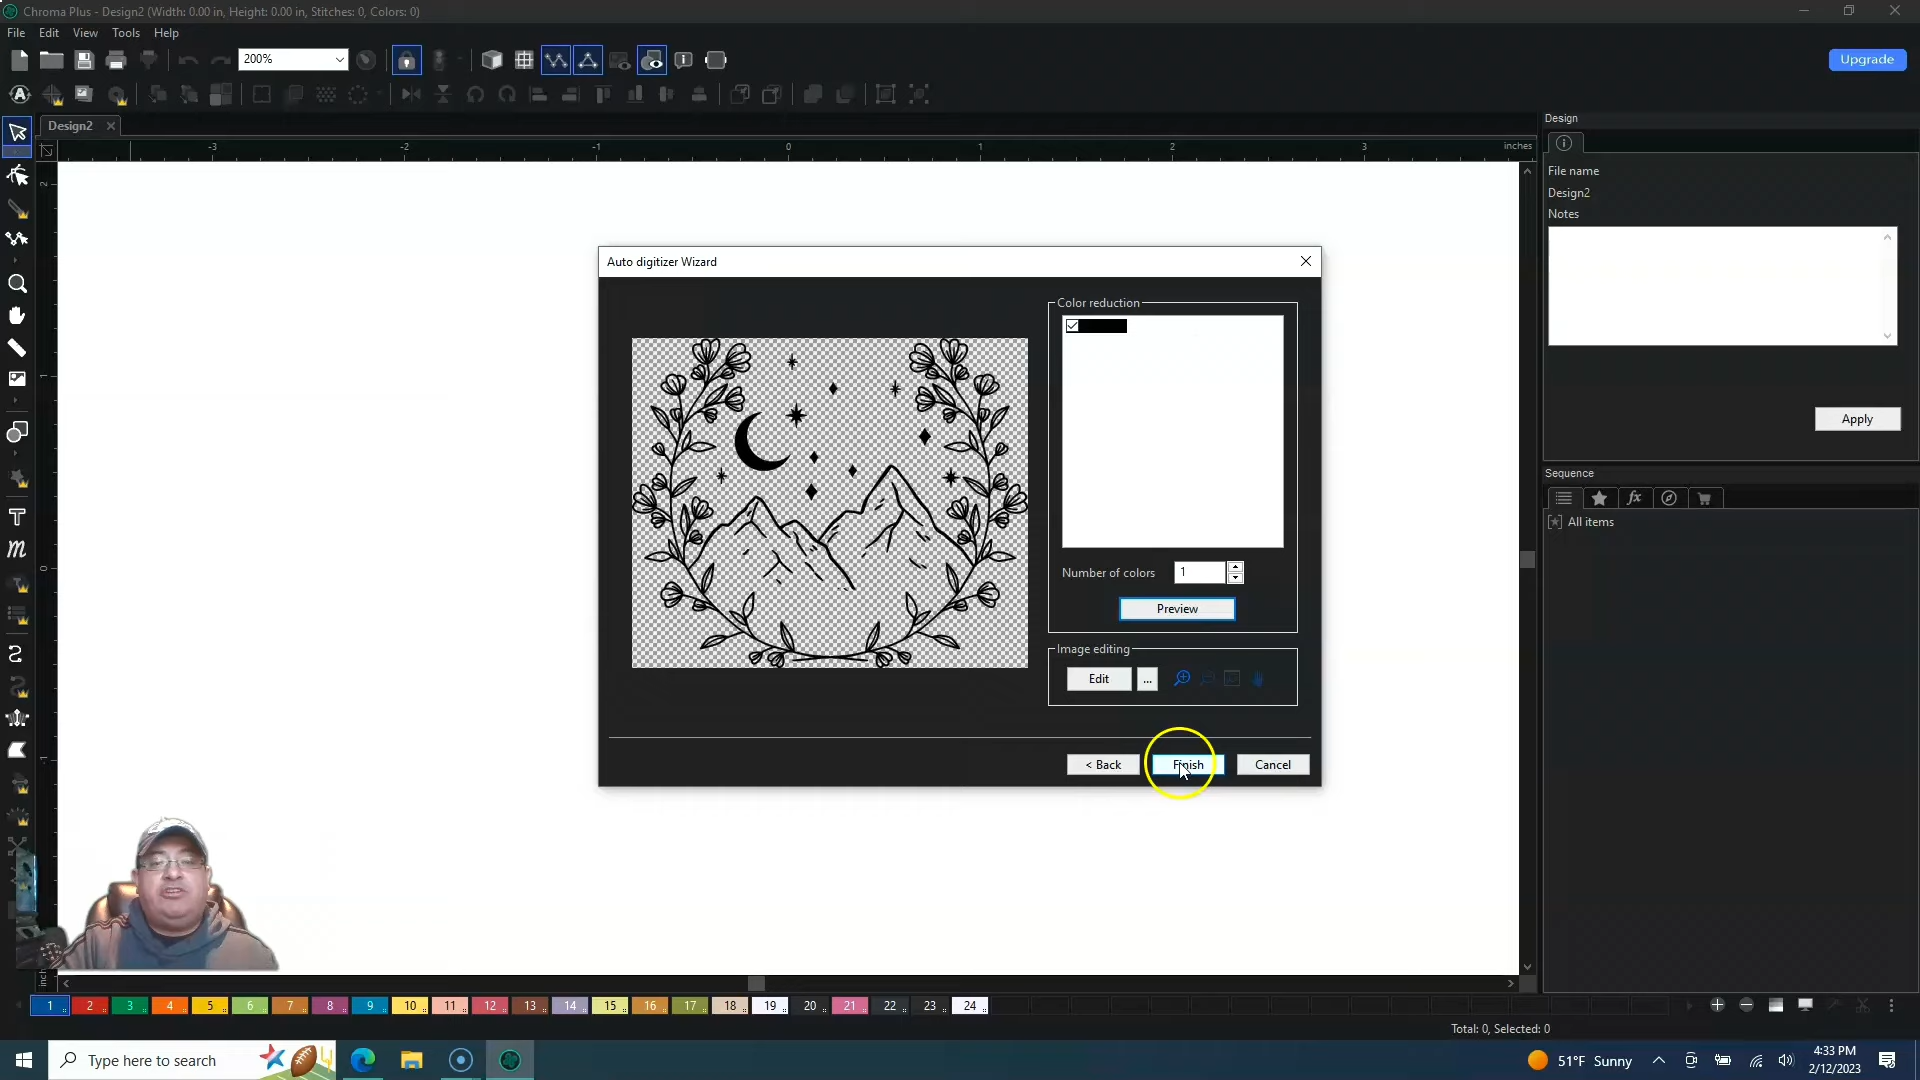 Chroma Plus - Design2 (Width: 0.00 in, Height: 0.00 in, Stitches: 0, Colors: 0)
File Edit View Tools Help
200%
Upgrade
Design2
-3 -2 -1 0 1 2 3 inches
2
1
0
-1
Design
File name
Design2
Notes
Apply
Sequence
All items
Auto digitizer Wizard
Color reduction
Number of colors 1
Preview
Image editing
Edit ...
< Back Finish Cancel
1 2 3 4 5 6 7 8 9 10 11 12 13 14 15 16 17 18 19 20 21 22 23 24
Total: 0, Selected: 0
Type here to search
51°F Sunny
4:33 PM
2/12/2023